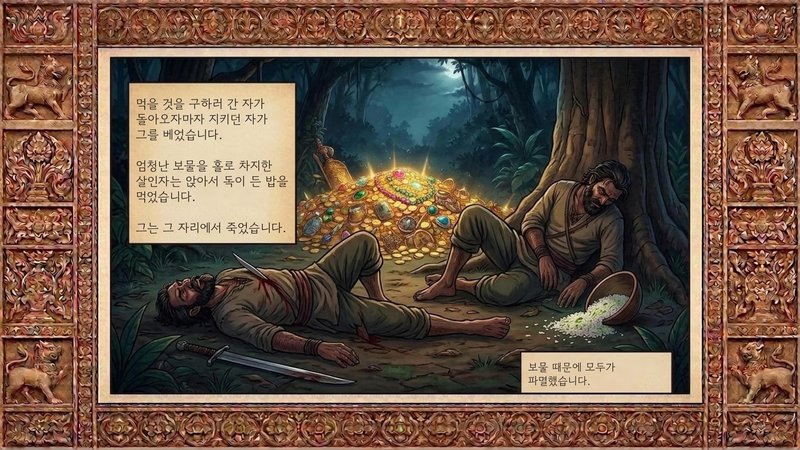 먹을 것을 구하러 간 자가
돌아오자마자 지키던 자가
그를 베었습니다.
엄청난 보물을 홀로 차지한
살인자는 앉아서 독이 든 밥을
먹었습니다.
그는 그 자리에서 죽었습니다.
보물 때문에 모두가
파멸했습니다.